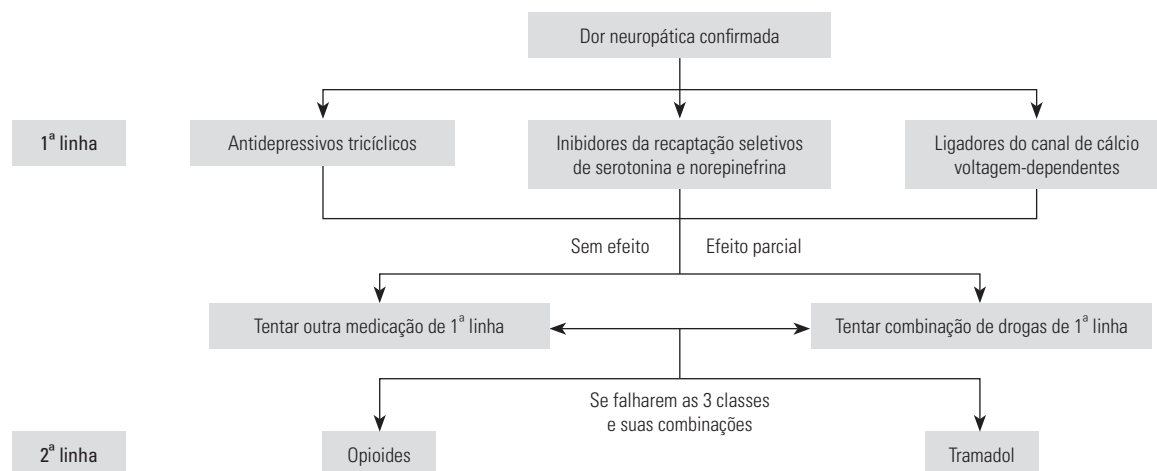 Dor neuropática confirmada
1ª linha
Antidepressivos tricíclicos
Inibidores da recaptação seletivos
de serotonina e norepinefrina
Ligadores do canal de cálcio
voltagem-dependentes
Sem efeito
Efeito parcial
Tentar outra medicação de 1ª linha
Tentar combinação de drogas de 1ª linha
Se falharem as 3 classes
e suas combinações
2ª linha
Opioides
Tramadol